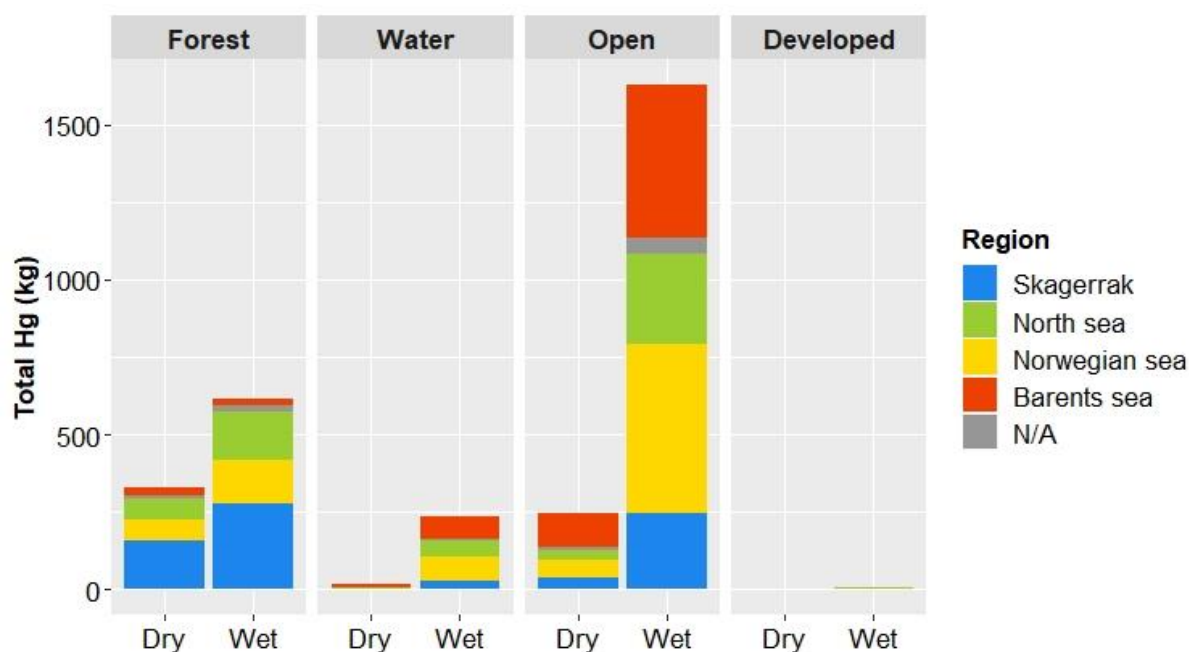 Forest Water Open Developed
Total Hg (kg)
1500
1000
500
0
Dry Wet Dry Wet Dry Wet Dry Wet
Region
Skagerrak
North sea
Norwegian sea
Barents sea
N/A